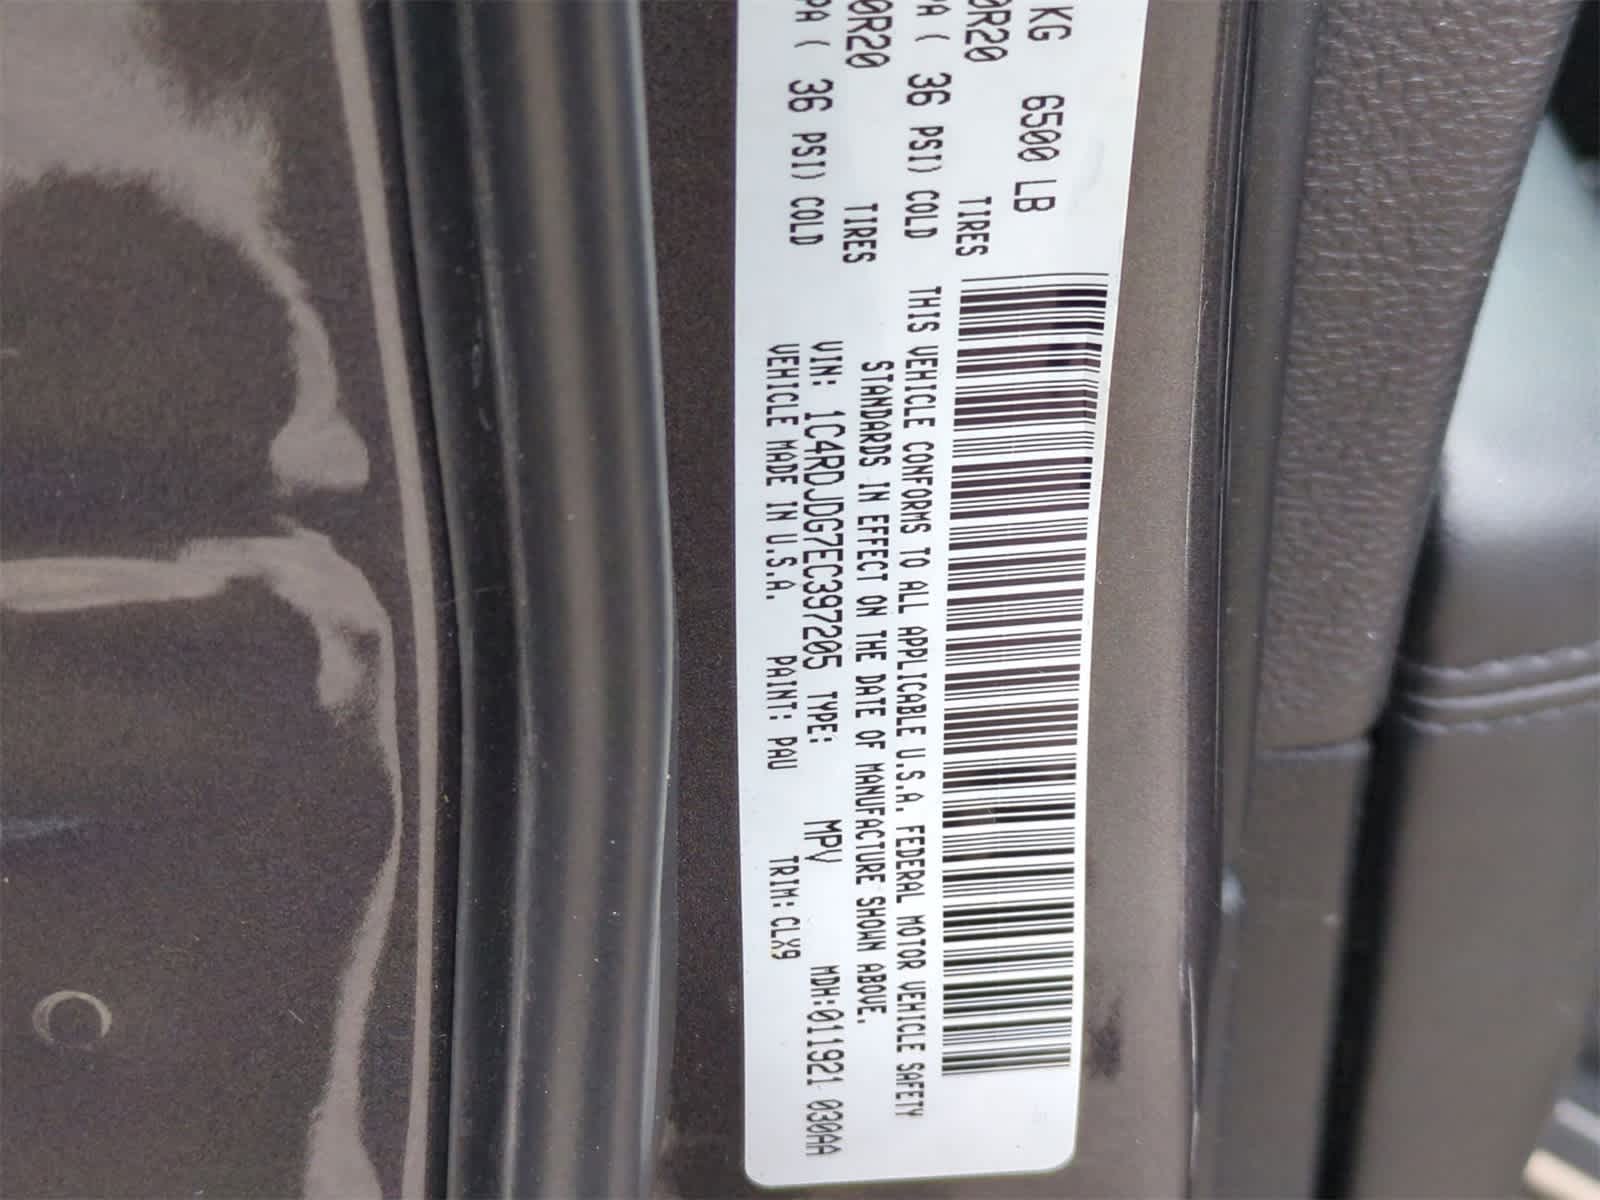 KG 6500 LB
0R20 TIRES
PA ( 36 PSI) COLD
0R20 TIRES
PA ( 36 PSI) COLD
THIS VEHICLE CONFORMS TO ALL APPLICABLE U.S.A. FEDERAL MOTOR VEHICLE SAFETY
STANDARDS IN EFFECT ON THE DATE OF MANUFACTURE SHOWN ABOVE.
VIN: 1C4RDJDG7EC397205 TYPE: MPV MDH:011921 030AA
VEHICLE MADE IN U.S.A. PAINT: PAU TRIM: CLX9